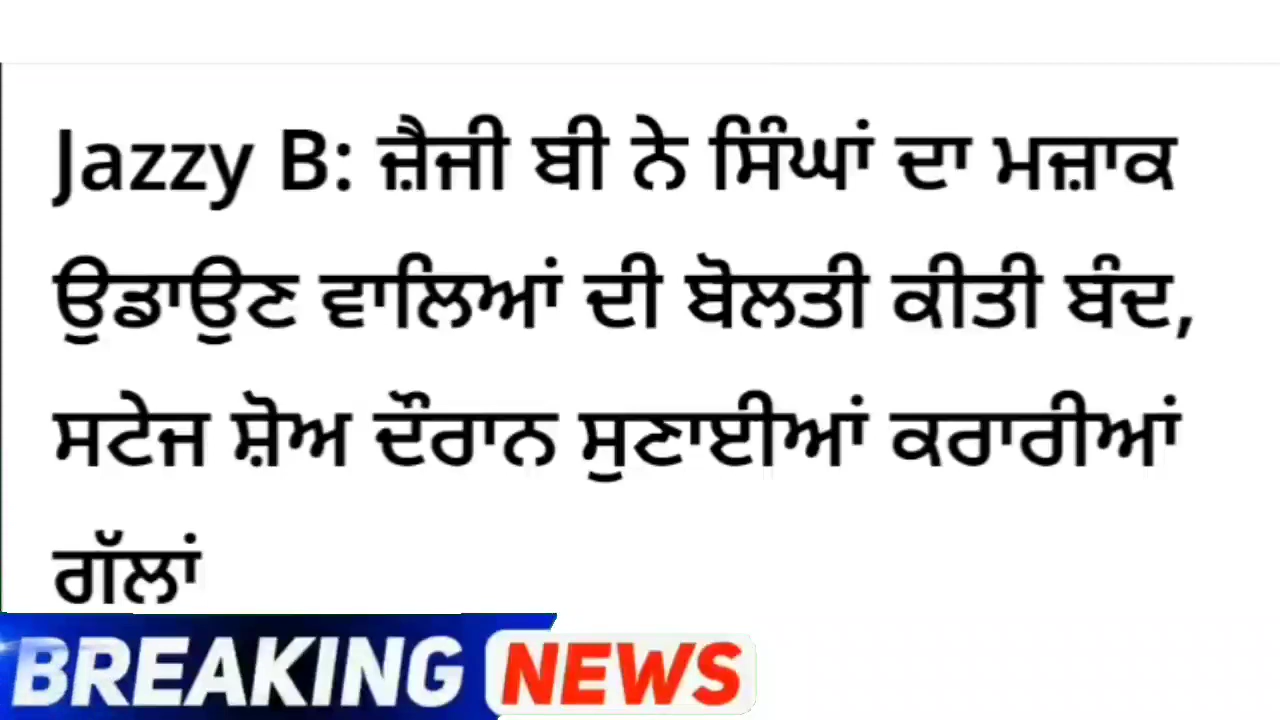 Jazzy B: ਜ਼ੈਜੀ ਬੀ ਨੇ ਸਿੰਘਾਂ ਦਾ ਮਜ਼ਾਕ
ਉਡਾਉਣ ਵਾਲਿਆਂ ਦੀ ਬੋਲਤੀ ਕੀਤੀ ਬੰਦ,
ਸਟੇਜ ਸ਼ੋਅ ਦੌਰਾਨ ਸੁਣਾਈਆਂ ਕਰਾਰੀਆਂ
ਗੱਲਾਂ
BREAKING NEWS